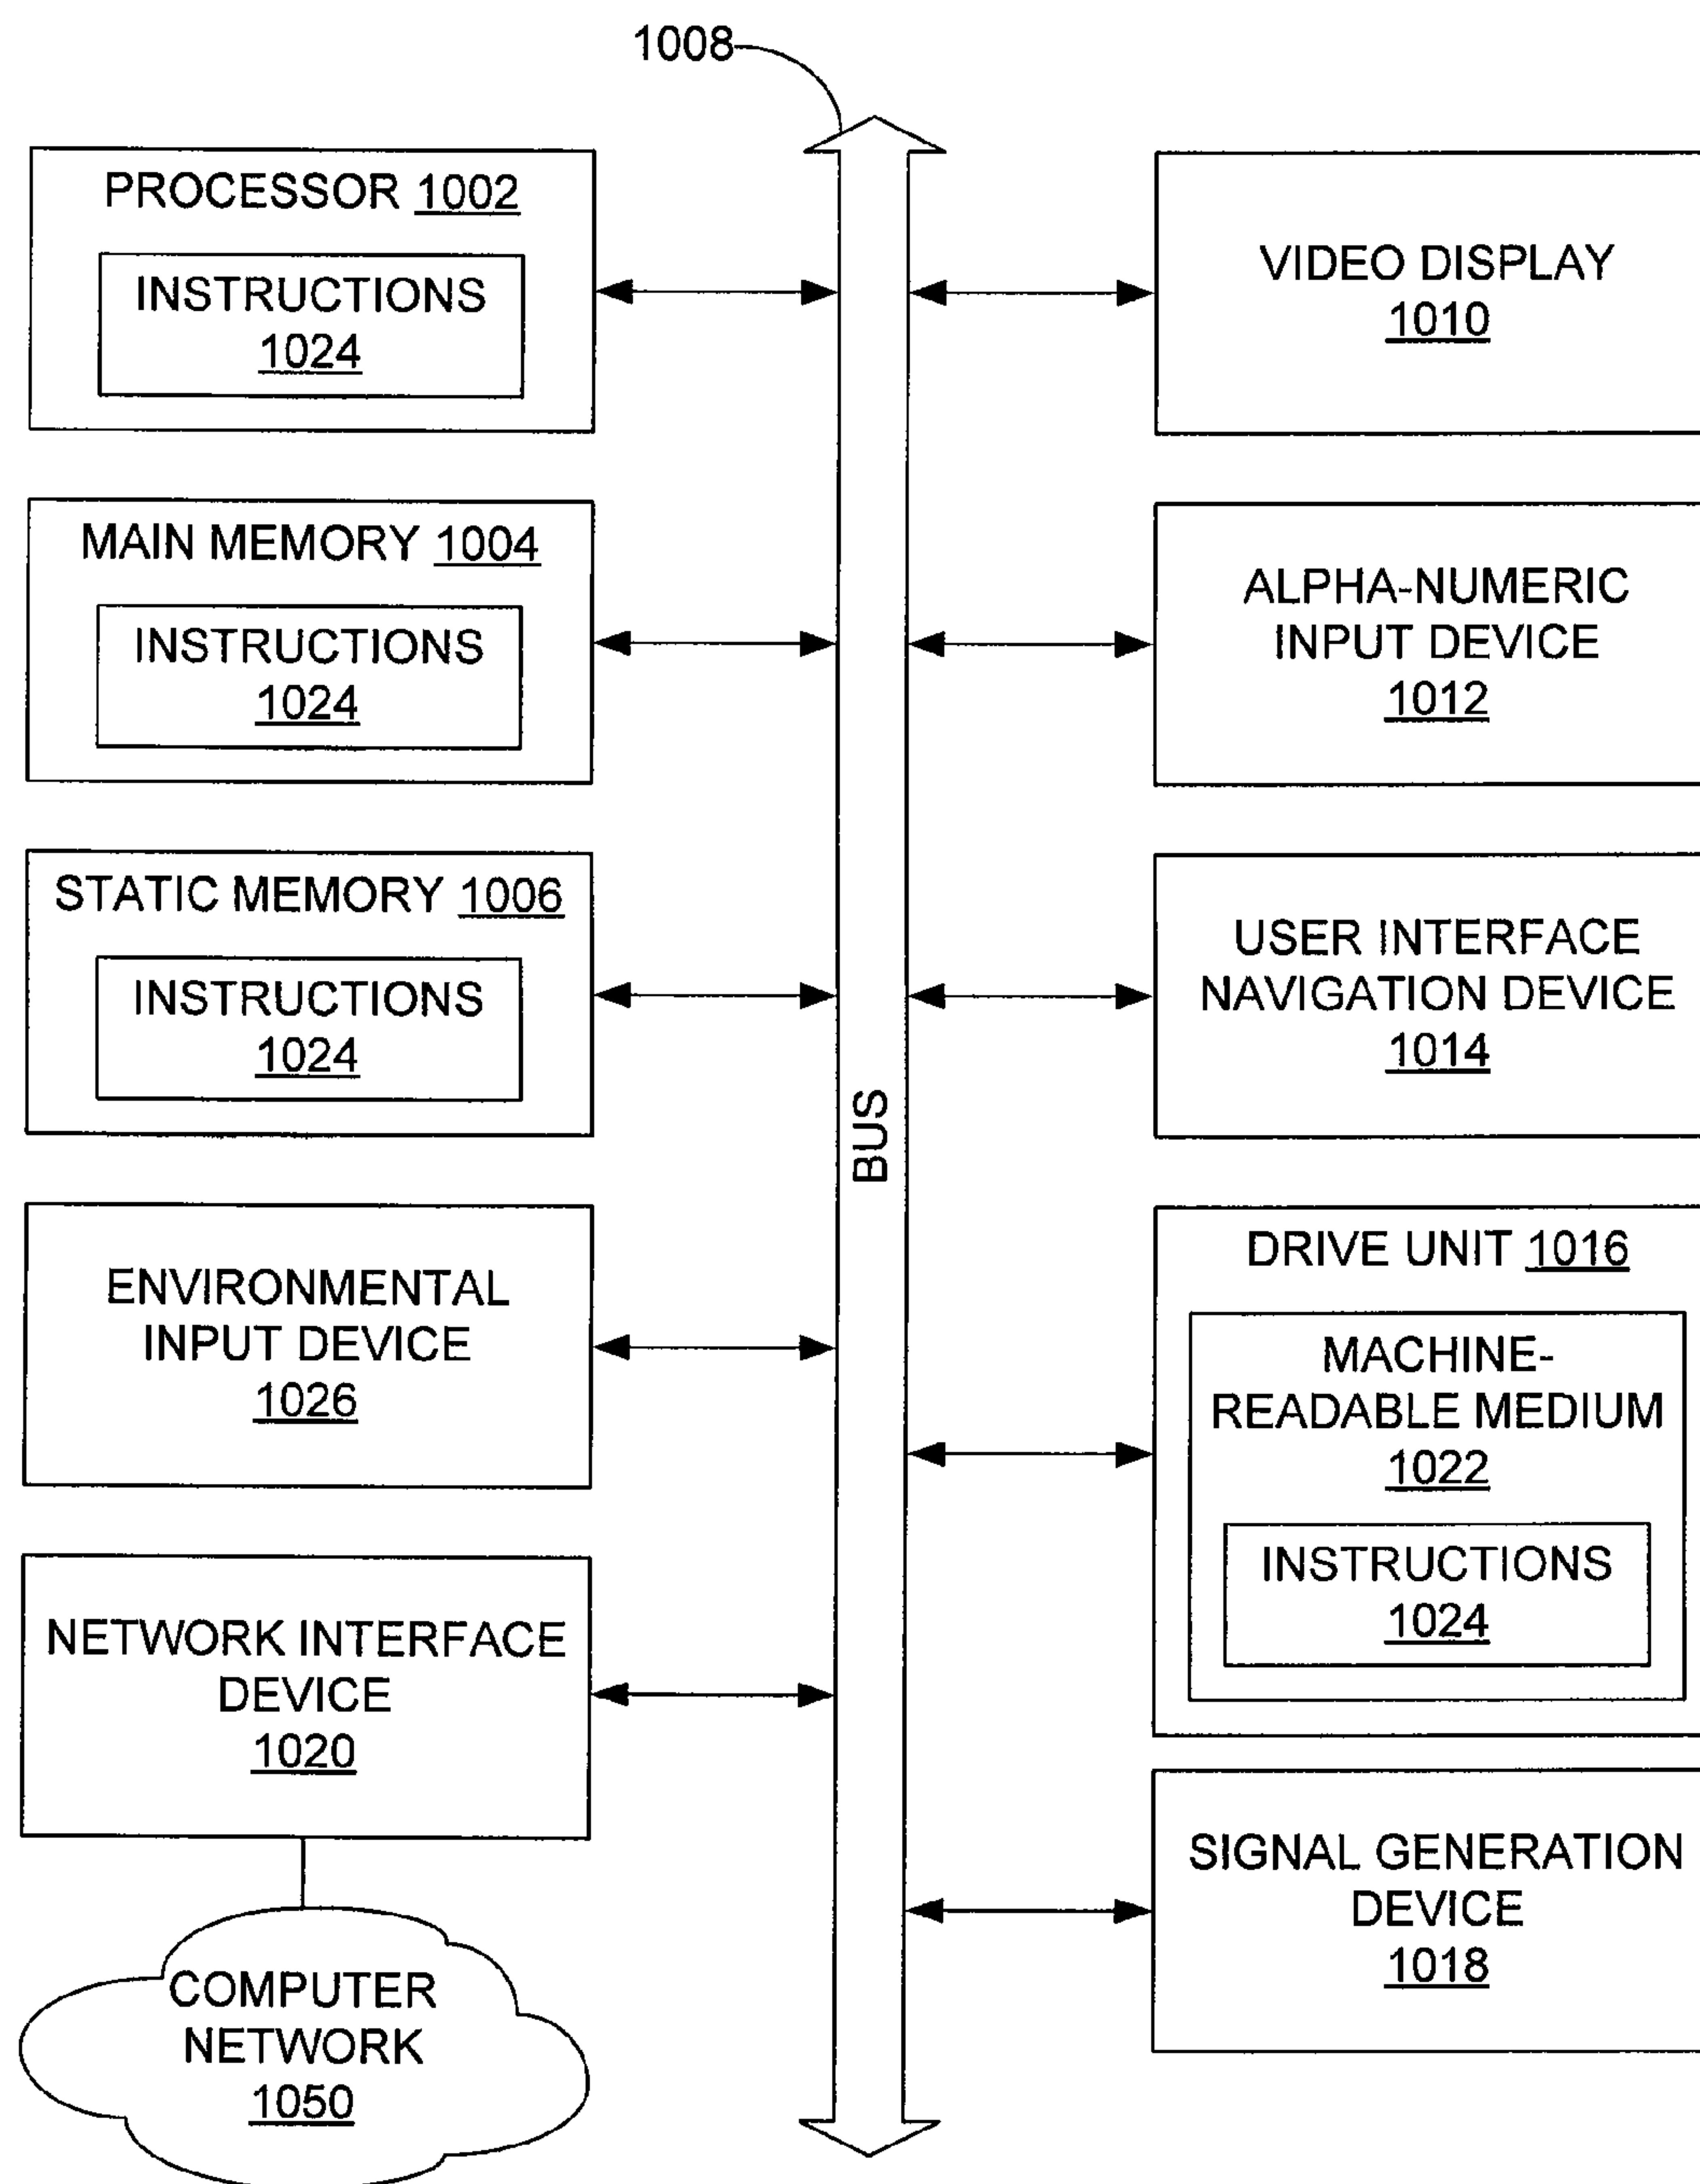 1008
PROCESSOR 1002
INSTRUCTIONS
1024
MAIN MEMORY 1004
INSTRUCTIONS
1024
STATIC MEMORY 1006
INSTRUCTIONS
1024
ENVIRONMENTAL
INPUT DEVICE
1026
NETWORK INTERFACE
DEVICE
1020
COMPUTER
NETWORK
1050
BUS
VIDEO DISPLAY
1010
ALPHA-NUMERIC
INPUT DEVICE
1012
USER INTERFACE
NAVIGATION DEVICE
1014
DRIVE UNIT 1016
MACHINE-
READABLE MEDIUM
1022
INSTRUCTIONS
1024
SIGNAL GENERATION
DEVICE
1018